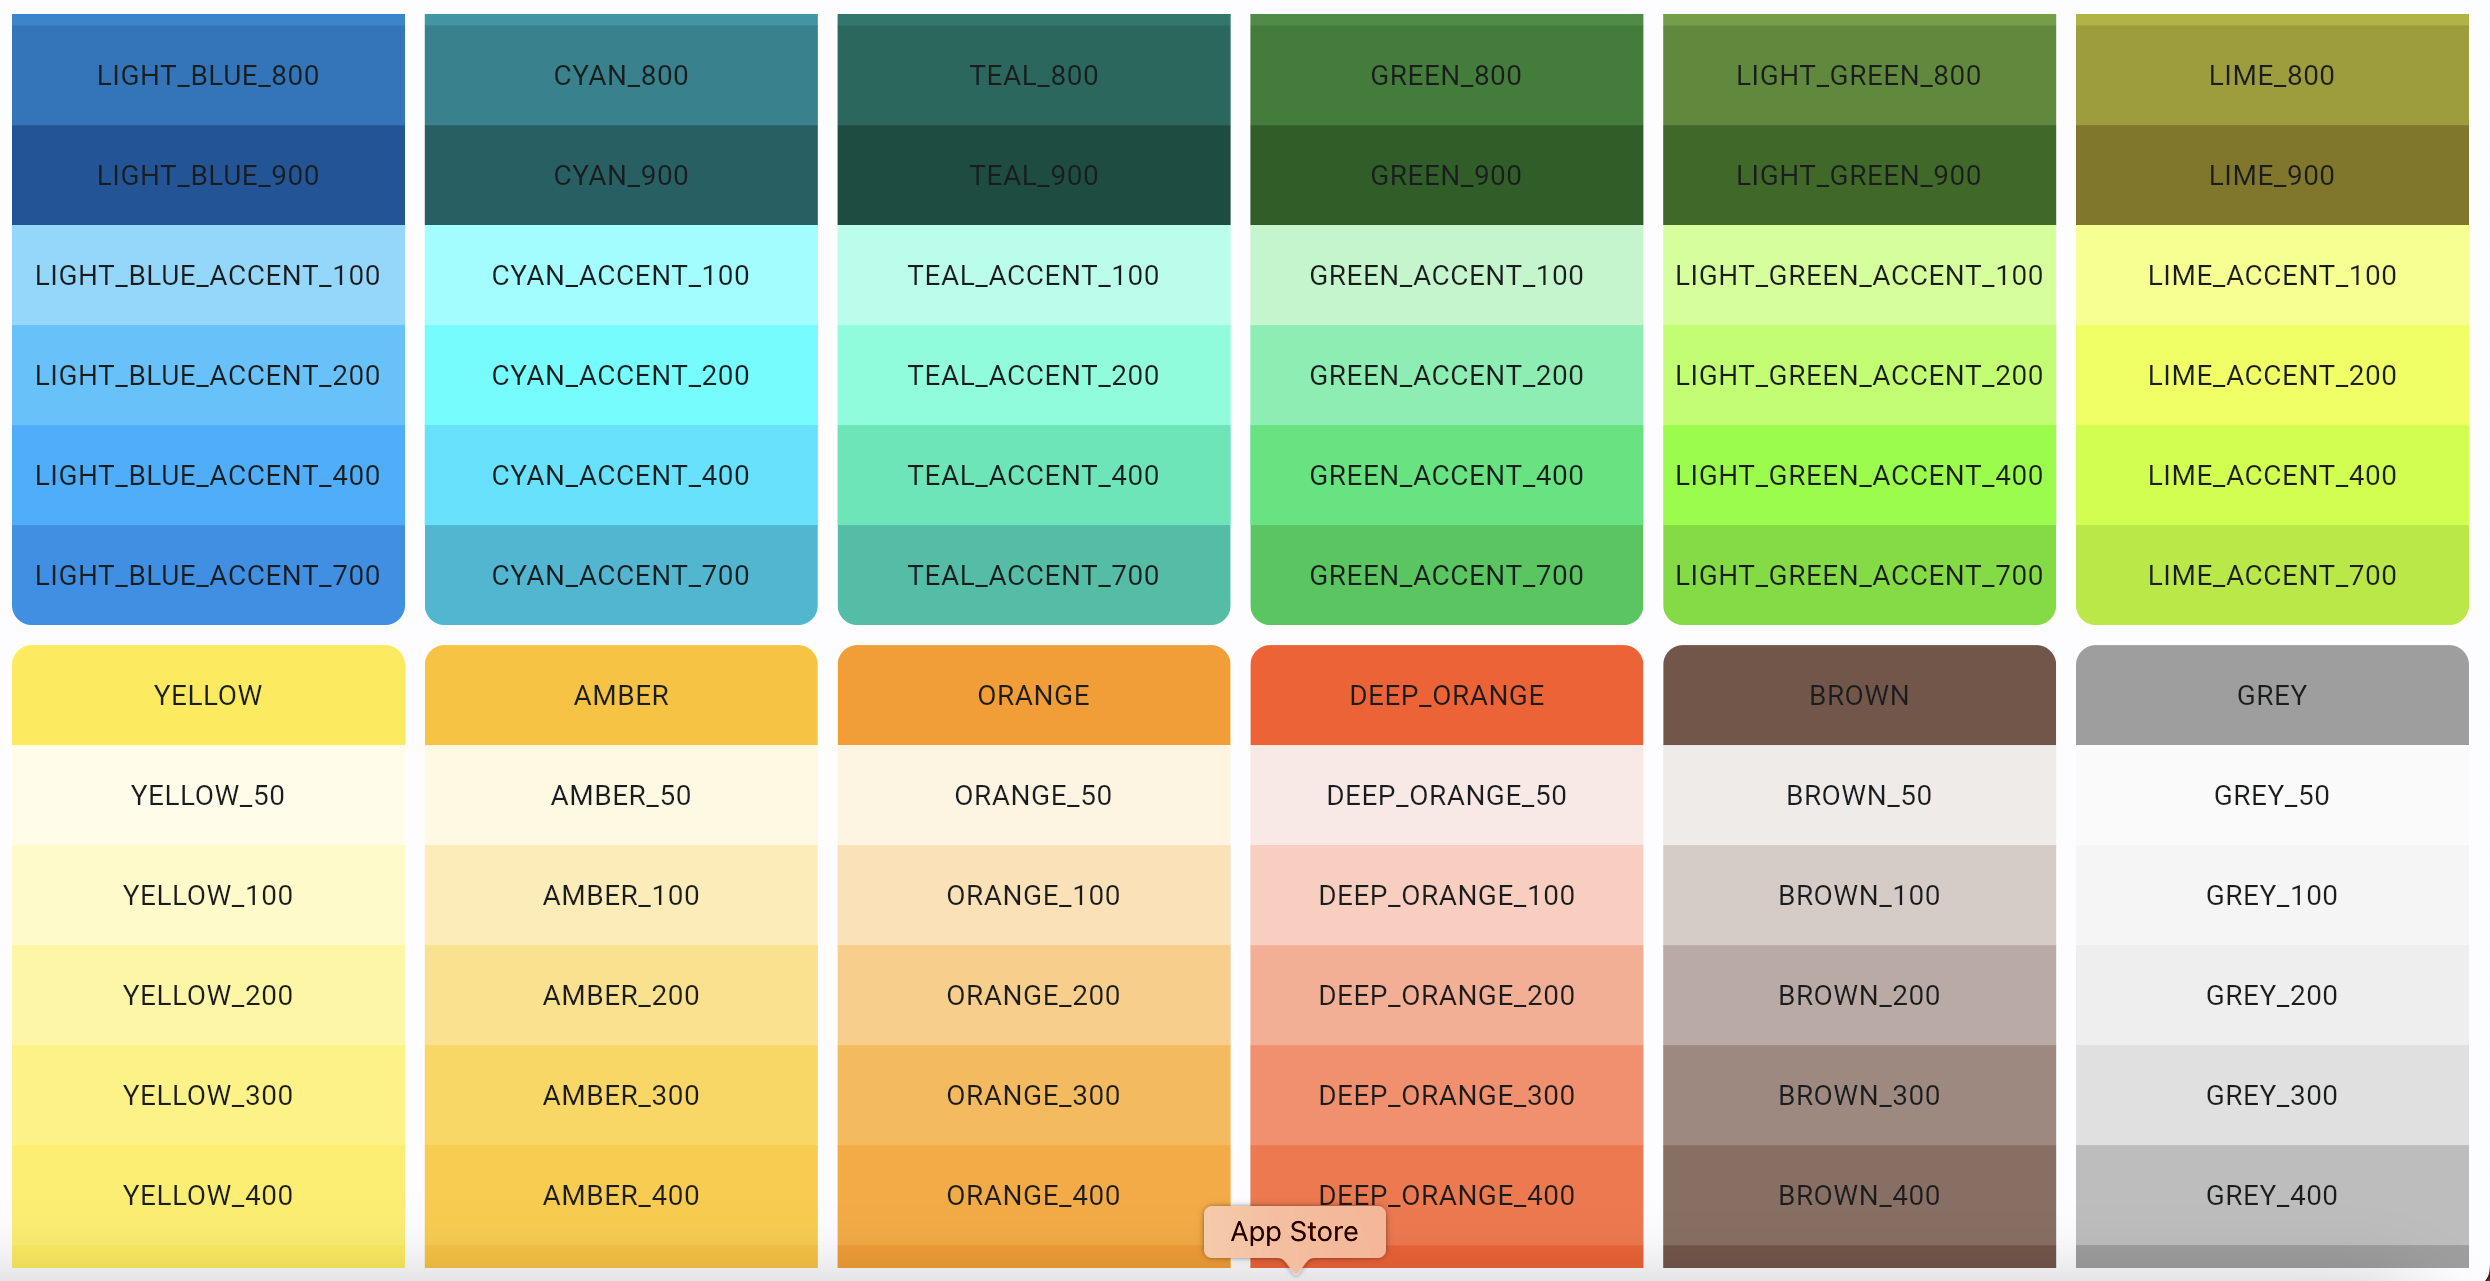 LIGHT_BLUE_800
LIGHT_BLUE_900
LIGHT_BLUE_ACCENT_100
LIGHT_BLUE_ACCENT_200
LIGHT_BLUE_ACCENT_400
LIGHT_BLUE_ACCENT_700
CYAN_800
CYAN_900
CYAN_ACCENT_100
CYAN_ACCENT_200
CYAN_ACCENT_400
CYAN_ACCENT_700
TEAL_800
TEAL_900
TEAL_ACCENT_100
TEAL_ACCENT_200
TEAL_ACCENT_400
TEAL_ACCENT_700
GREEN_800
GREEN_900
GREEN_ACCENT_100
GREEN_ACCENT_200
GREEN_ACCENT_400
GREEN_ACCENT_700
LIGHT_GREEN_800
LIGHT_GREEN_900
LIGHT_GREEN_ACCENT_100
LIGHT_GREEN_ACCENT_200
LIGHT_GREEN_ACCENT_400
LIGHT_GREEN_ACCENT_700
LIME_800
LIME_900
LIME_ACCENT_100
LIME_ACCENT_200
LIME_ACCENT_400
LIME_ACCENT_700
YELLOW
YELLOW_50
YELLOW_100
YELLOW_200
YELLOW_300
YELLOW_400
AMBER
AMBER_50
AMBER_100
AMBER_200
AMBER_300
AMBER_400
ORANGE
ORANGE_50
ORANGE_100
ORANGE_200
ORANGE_300
ORANGE_400
DEEP_ORANGE
DEEP_ORANGE_50
DEEP_ORANGE_100
DEEP_ORANGE_200
DEEP_ORANGE_300
DEEP_ORANGE_400
BROWN
BROWN_50
BROWN_100
BROWN_200
BROWN_300
BROWN_400
GREY
GREY_50
GREY_100
GREY_200
GREY_300
GREY_400
App Store